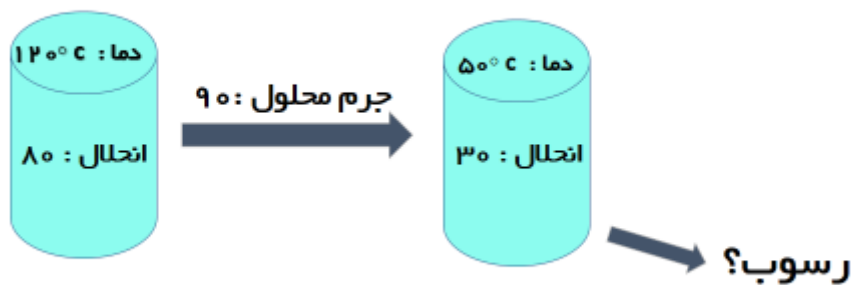 دما : ۱۲۰°c
انحلال : ۸۰
جرم محلول :۹۰
دما : ۵۰°c
انحلال : ۳۰
رسوب؟